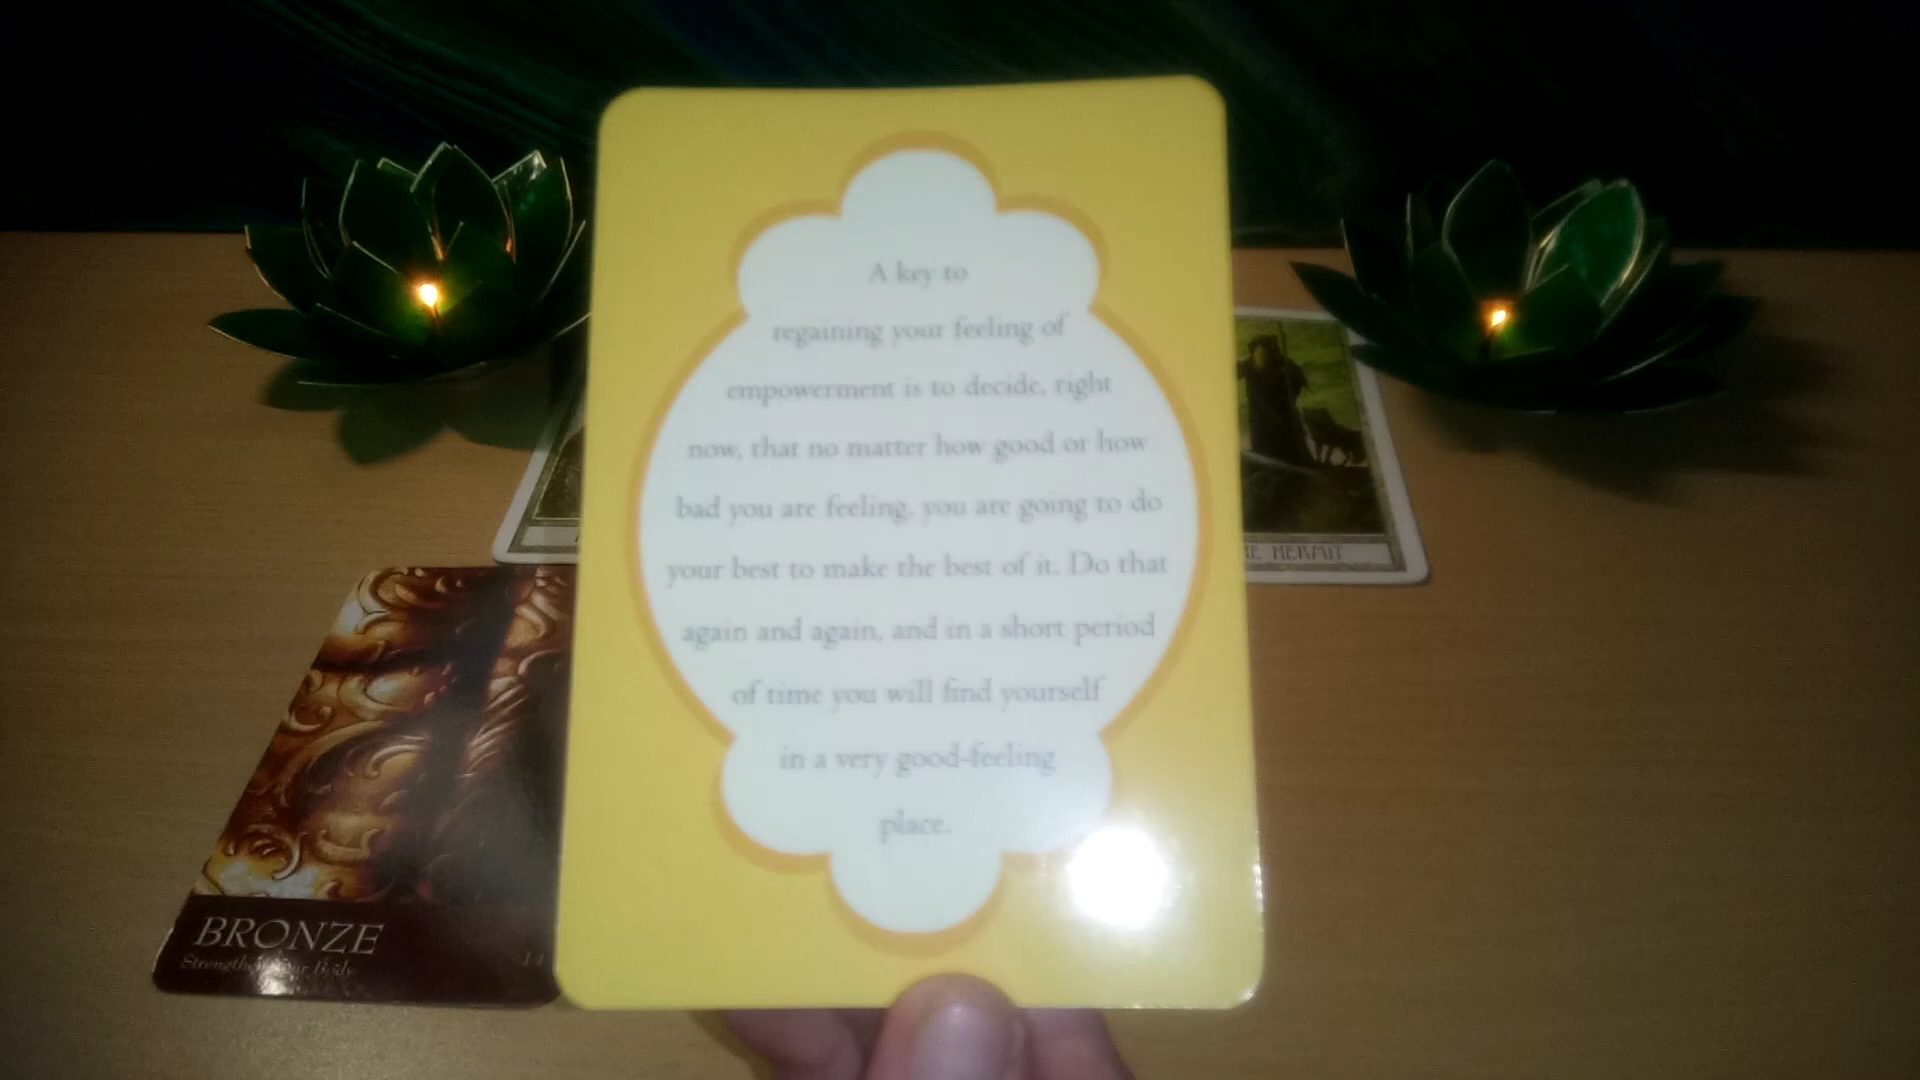 A key to
regaining your feeling of
empowerment is to decide, right
now, that no matter how good or how
bad you are feeling, you are going to do
your best to make the best of it. Do that
again and again, and in a short period
of time you will find yourself
in a very good-feeling
place.
HERMIT
BRONZE
Body
14